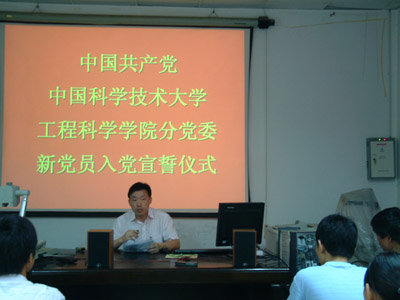 中国共产党
中国科学技术大学
工程科学学院分党委
新党员入党宣誓仪式